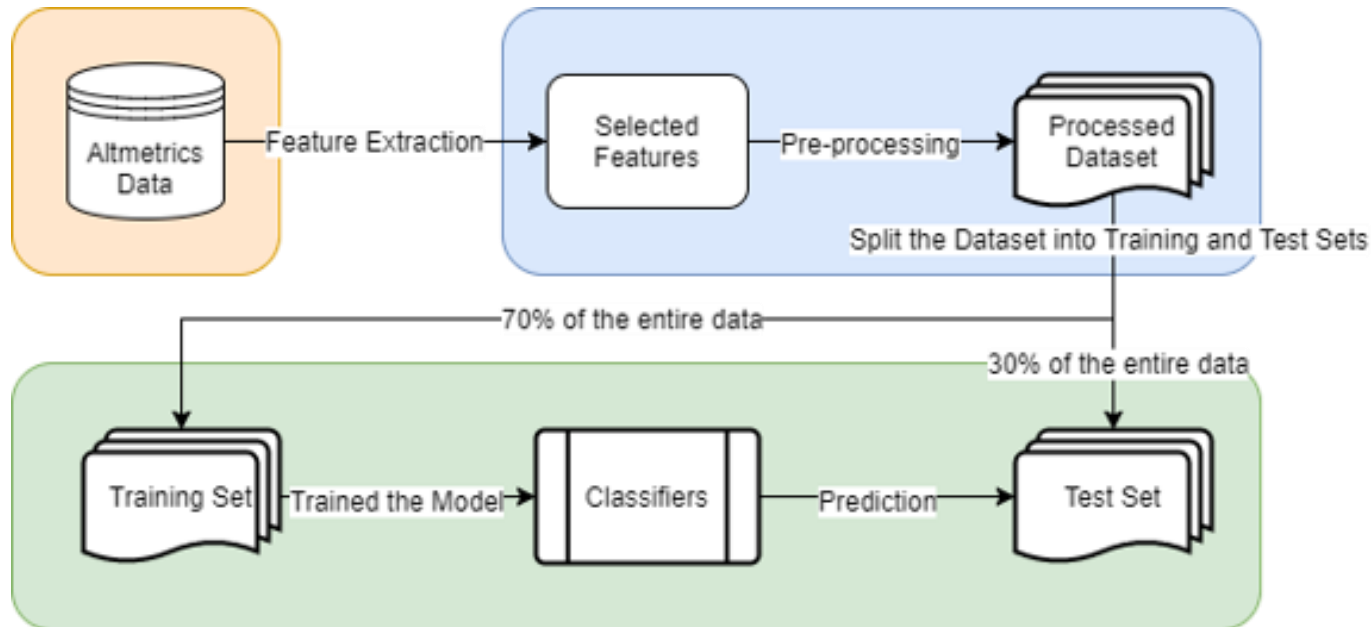 Altmetrics
Data
Feature Extraction
Selected
Features
Pre-processing
Processed
Dataset
Split the Dataset into Training and Test Sets
70% of the entire data
30% of the entire data
Training Set
Trained the Model
Classifiers
Prediction
Test Set